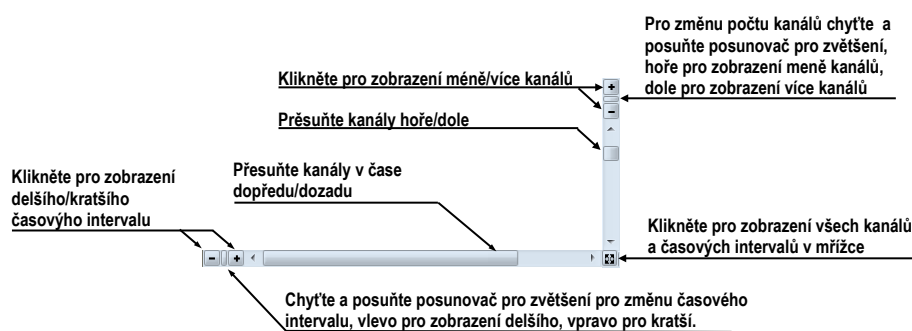 Pro změnu počtu kanálů chyťte a
posuňte posunovač pro zvětšení,
hoře pro zobrazení meně kanálů,
dole pro zobrazení více kanálů
Klikněte pro zobrazení méně/více kanálů
Prěsuňte kanály hoře/dole
Klikněte pro zobrazení
delšího/kratšího
časovýho intervalu
Přesuňte kanály v čase
dopředu/dozadu
Klikněte pro zobrazení všech kanálů
a časových intervalů v mřížce
Chyťte a posuňte posunovač pro zvětšení pro změnu časového
intervalu, vlevo pro zobrazení delšího, vpravo pro kratší.